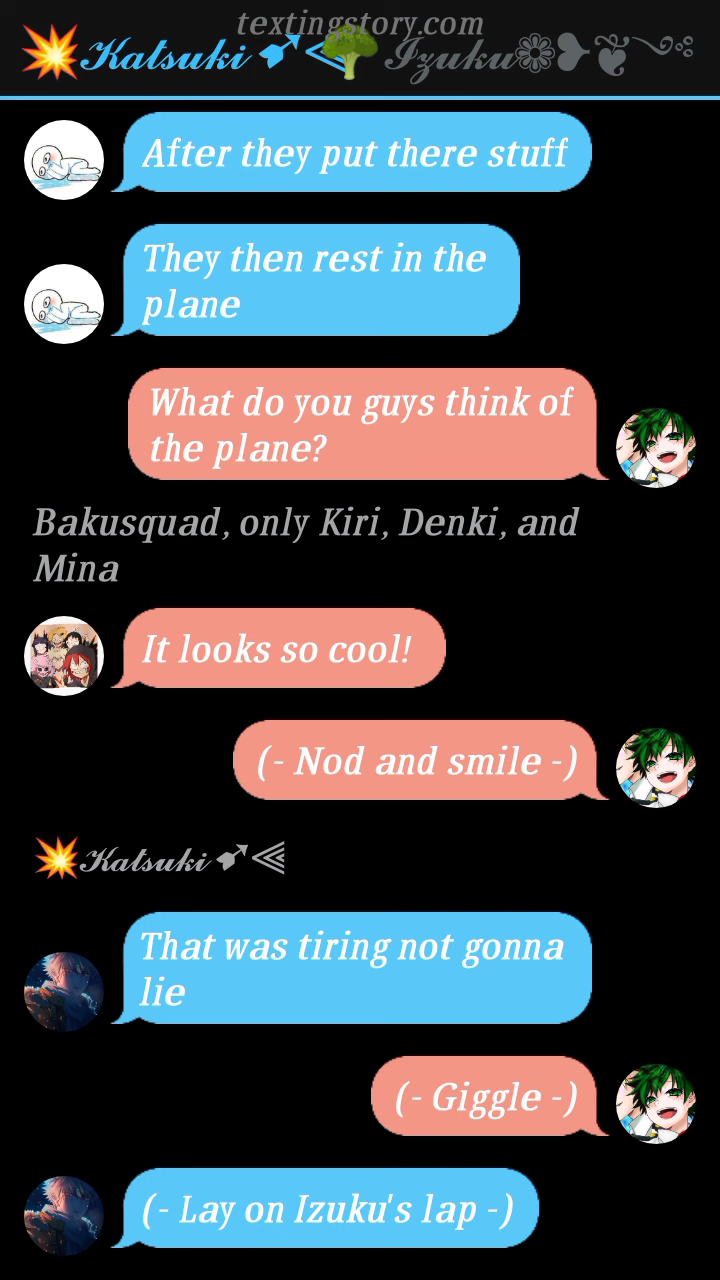 textingstory.com
💥𝓚𝓪𝓽𝓼𝓾𝓴𝓲➹⋘🥦𝓘𝔃𝓾𝓴𝓾❁❥❦࿐
After they put there stuff
They then rest in the
plane
What do you guys think of
the plane?
Bakusquad, only Kiri, Denki, and
Mina
It looks so cool!
(- Nod and smile -)
💥𝓚𝓪𝓽𝓼𝓾𝓴𝓲➹⋘
That was tiring not gonna
lie
(- Giggle -)
(- Lay on Izuku's lap -)